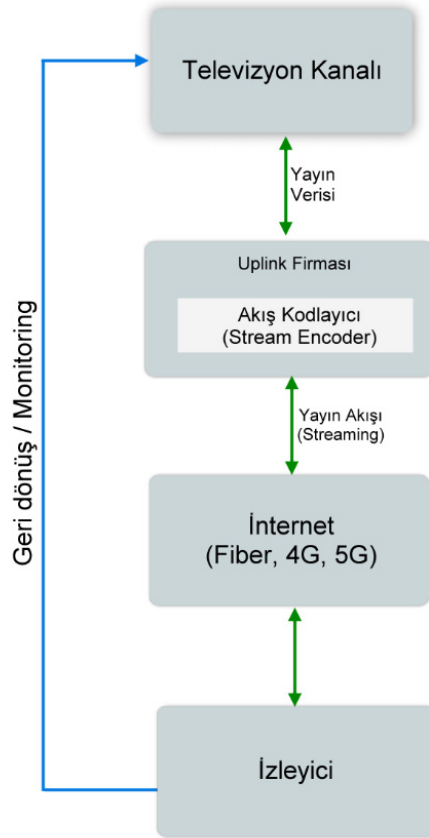 Televizyon Kanalı
Yayın
Verisi
Uplink Firması
Akış Kodlayıcı
(Stream Encoder)
Yayın Akışı
(Streaming)
Geri dönüş / Monitoring
İnternet
(Fiber, 4G, 5G)
İzleyici